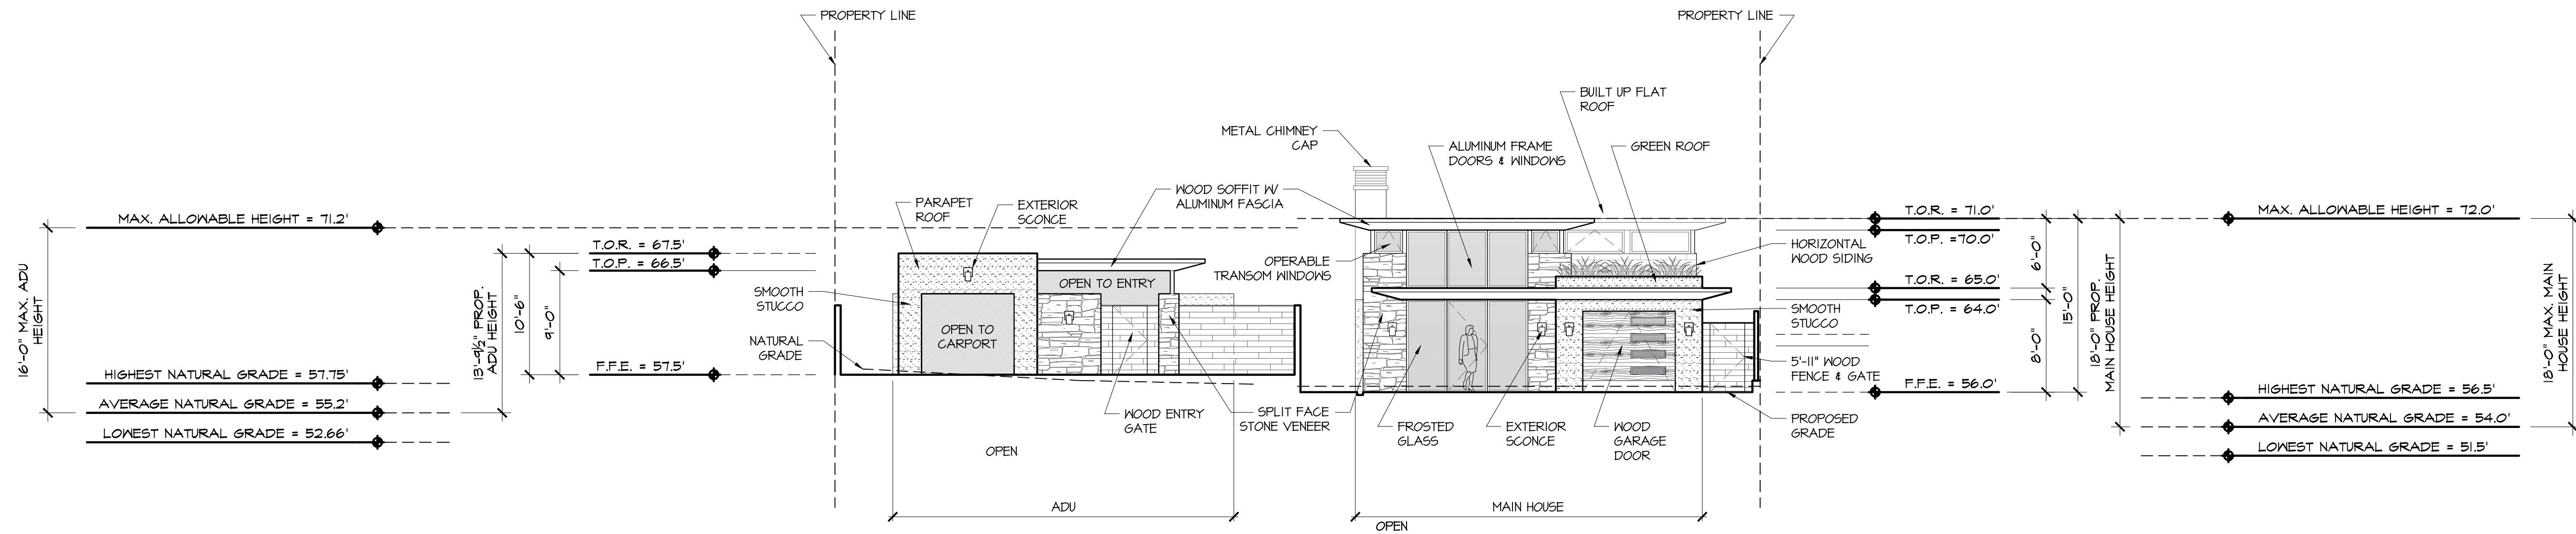 PROPERTY LINE
PROPERTY LINE
BUILT UP FLAT
ROOF
METAL CHIMNEY
CAP
ALUMINUM FRAME
DOORS & WINDOWS
GREEN ROOF
WOOD SOFFIT W/
ALUMINUM FASCIA
PARAPET
ROOF
EXTERIOR
SCONCE
MAX. ALLOWABLE HEIGHT = 71.2'
T.O.R. = 67.5'
T.O.P. = 66.5'
16'-0" MAX. ADU
HEIGHT
13'-9½" PROP.
ADU HEIGHT
10'-6"
9'-0"
SMOOTH
STUCCO
NATURAL
GRADE
OPEN TO ENTRY
OPEN TO
CARPORT
OPERABLE
TRANSOM WINDOWS
HIGHEST NATURAL GRADE = 57.75'
AVERAGE NATURAL GRADE = 55.2'
LOWEST NATURAL GRADE = 52.66'
F.F.E. = 57.5'
WOOD ENTRY
GATE
SPLIT FACE
STONE VENEER
OPEN
ADU
FROSTED
GLASS
EXTERIOR
SCONCE
WOOD
GARAGE
DOOR
PROPOSED
GRADE
MAIN HOUSE
OPEN
HORIZONTAL
WOOD SIDING
SMOOTH
STUCCO
5'-11" WOOD
FENCE & GATE
T.O.R. = 71.0'
T.O.P. =70.0'
T.O.R. = 65.0'
T.O.P. = 64.0'
F.F.E. = 56.0'
6'-0"
8'-0"
15'-0"
18'-0" PROP.
MAIN HOUSE HEIGHT
MAX. ALLOWABLE HEIGHT = 72.0'
HIGHEST NATURAL GRADE = 56.5'
AVERAGE NATURAL GRADE = 54.0'
LOWEST NATURAL GRADE = 51.5'
18'-0" MAX. MAIN
HOUSE HEIGHT